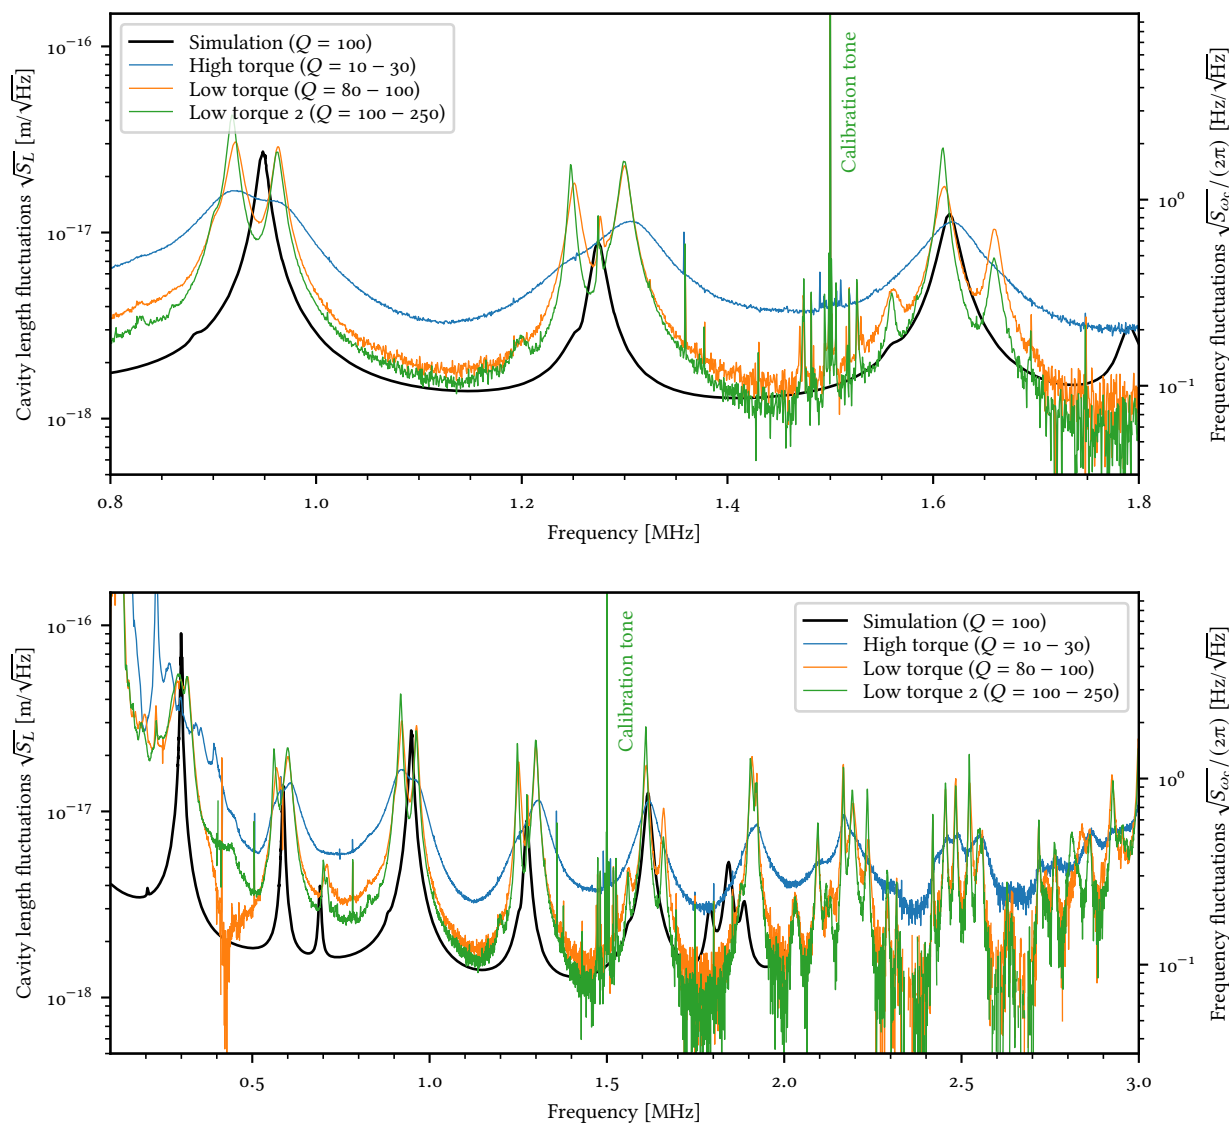 Simulation (Q = 100)
High torque (Q = 10 – 30)
Low torque (Q = 80 – 100)
Low torque 2 (Q = 100 – 250)
Calibration tone
Cavity length fluctuations √S_L [m/√Hz]
10⁻¹⁶
10⁻¹⁷
10⁻¹⁸
Frequency fluctuations √S_ωc/(2π) [Hz/√Hz]
10⁰
10⁻¹
0.8 1.0 1.2 1.4 1.6 1.8
Frequency [MHz]
Simulation (Q = 100)
High torque (Q = 10 – 30)
Low torque (Q = 80 – 100)
Low torque 2 (Q = 100 – 250)
Calibration tone
Cavity length fluctuations √S_L [m/√Hz]
10⁻¹⁶
10⁻¹⁷
10⁻¹⁸
Frequency fluctuations √S_ωc/(2π) [Hz/√Hz]
10⁰
10⁻¹
0.5 1.0 1.5 2.0 2.5 3.0
Frequency [MHz]